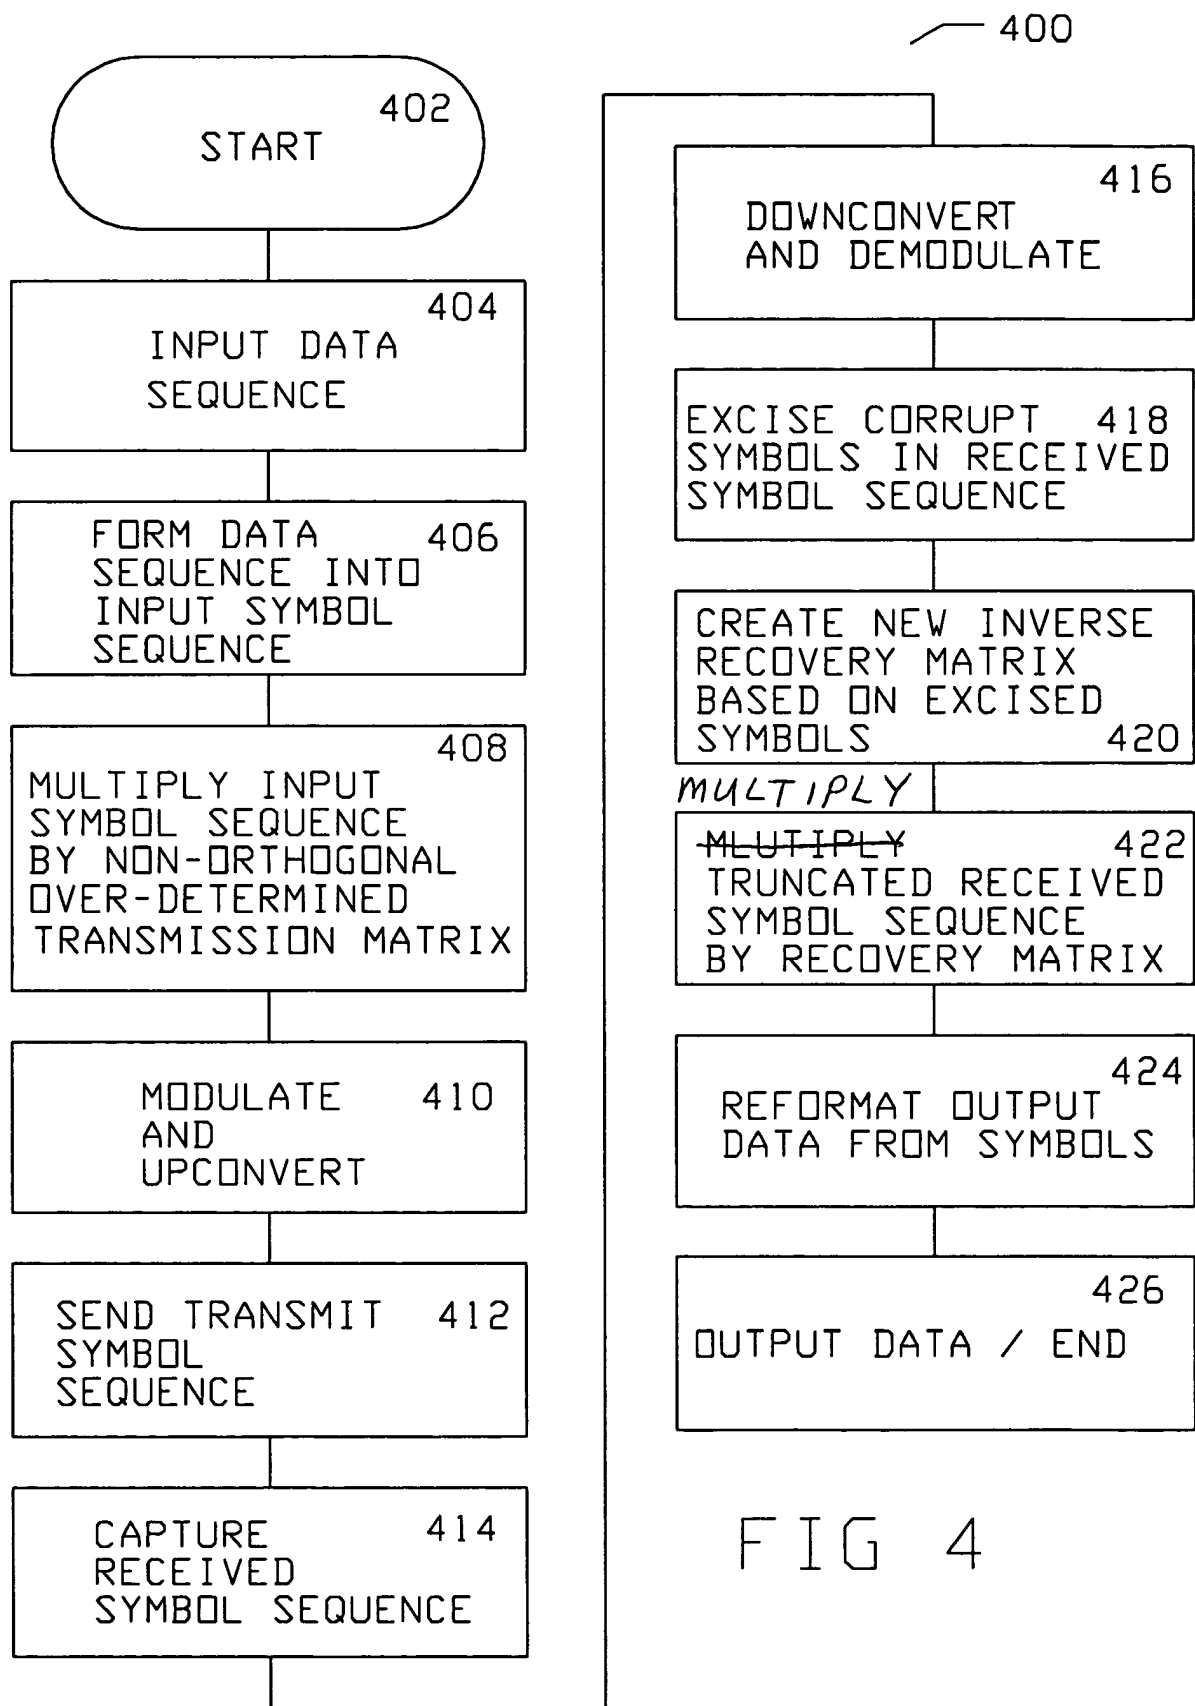 400
402
START
404
INPUT DATA
SEQUENCE
FORM DATA 406
SEQUENCE INTO
INPUT SYMBOL
SEQUENCE
408
MULTIPLY INPUT
SYMBOL SEQUENCE
BY NON-ORTHOGONAL
OVER-DETERMINED
TRANSMISSION MATRIX
MODULATE 410
AND
UPCONVERT
SEND TRANSMIT 412
SYMBOL
SEQUENCE
CAPTURE 414
RECEIVED
SYMBOL SEQUENCE
416
DOWNCONVERT
AND DEMODULATE
EXCISE CORRUPT 418
SYMBOLS IN RECEIVED
SYMBOL SEQUENCE
CREATE NEW INVERSE
RECOVERY MATRIX
BASED ON EXCISED
SYMBOLS 420
MULTIPLY
MLUTIPLY 422
TRUNCATED RECEIVED
SYMBOL SEQUENCE
BY RECOVERY MATRIX
424
REFORMAT OUTPUT
DATA FROM SYMBOLS
426
OUTPUT DATA / END
FIG 4